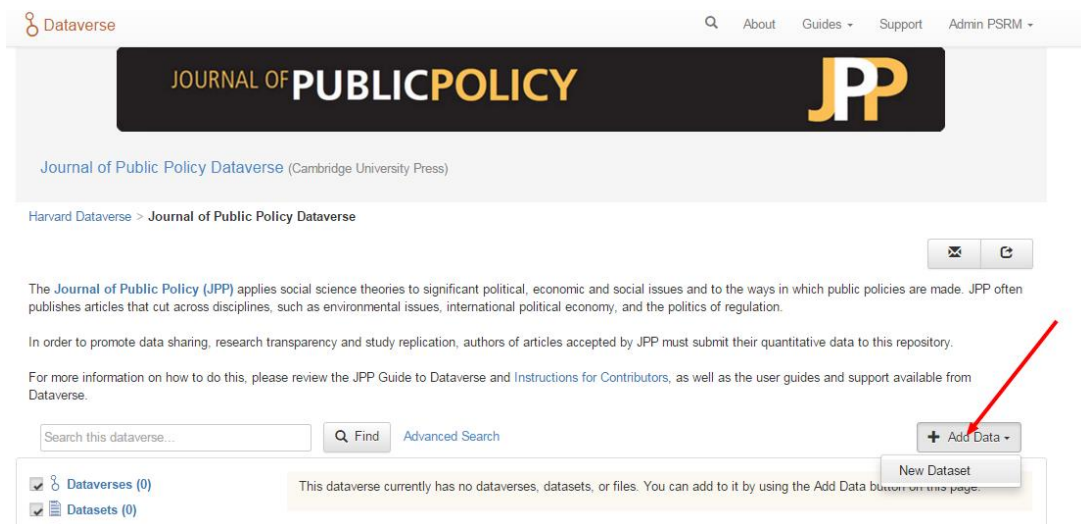 Dataverse
About Guides Support Admin PSRM
JOURNAL OF PUBLICPOLICY JPP
Journal of Public Policy Dataverse (Cambridge University Press)
Harvard Dataverse > Journal of Public Policy Dataverse
The Journal of Public Policy (JPP) applies social science theories to significant political, economic and social issues and to the ways in which public policies are made. JPP often
publishes articles that cut across disciplines, such as environmental issues, international political economy, and the politics of regulation.
In order to promote data sharing, research transparency and study replication, authors of articles accepted by JPP must submit their quantitative data to this repository.
For more information on how to do this, please review the JPP Guide to Dataverse and Instructions for Contributors, as well as the user guides and support available from
Dataverse.
Search this dataverse... Find Advanced Search + Add Data
New Dataset
Dataverses (0) This dataverse currently has no dataverses, datasets, or files. You can add to it by using the Add Data button on this page.
Datasets (0)